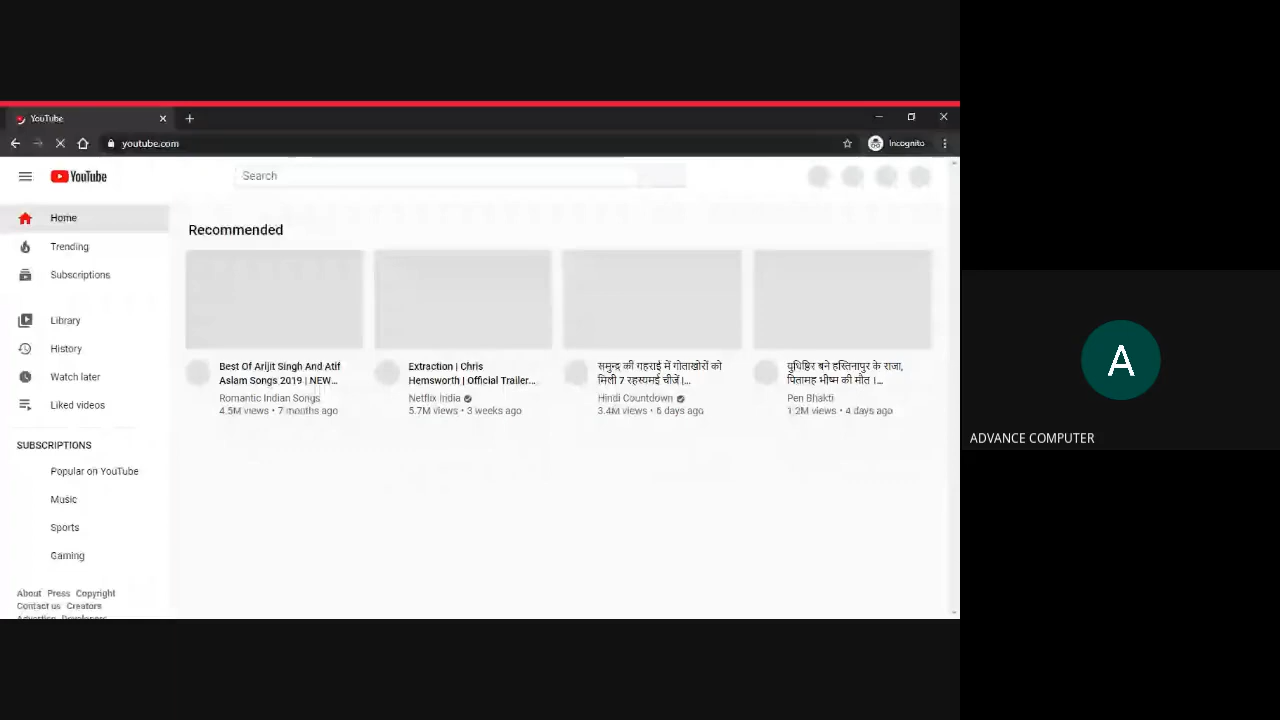 YouTube
youtube.com
Incognito
YouTube
Search
Home
Trending
Subscriptions
Library
History
Watch later
Liked videos
SUBSCRIPTIONS
Popular on YouTube
Music
Sports
Gaming
About Press Copyright
Contact us Creators
Recommended
Best Of Arijit Singh And Atif
Aslam Songs 2019 | NEW...
Romantic Indian Songs
4.5M views • 7 months ago
Extraction | Chris
Hemsworth | Official Trailer...
Netflix India
5.7M views • 3 weeks ago
समुन्द्र की गहराई में गोताखोरों को
मिली 7 रहस्यमई चीजें |...
Hindi Countdown
3.4M views • 6 days ago
युधिष्ठिर बने हस्तिनापुर के राजा,
पितामह भीष्म की मौत ।...
Pen Bhakti
1.2M views • 4 days ago
A
ADVANCE COMPUTER